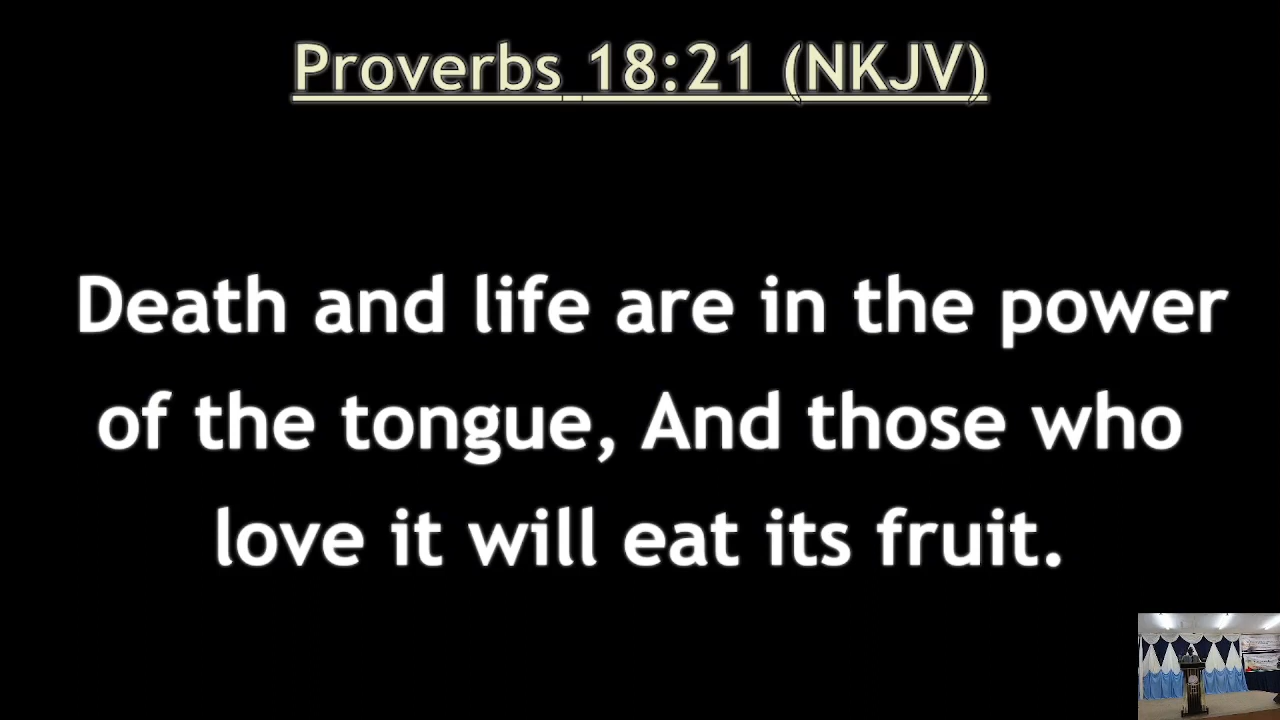 Proverbs 18:21 (NKJV)
Death and life are in the power
of the tongue, And those who
love it will eat its fruit.